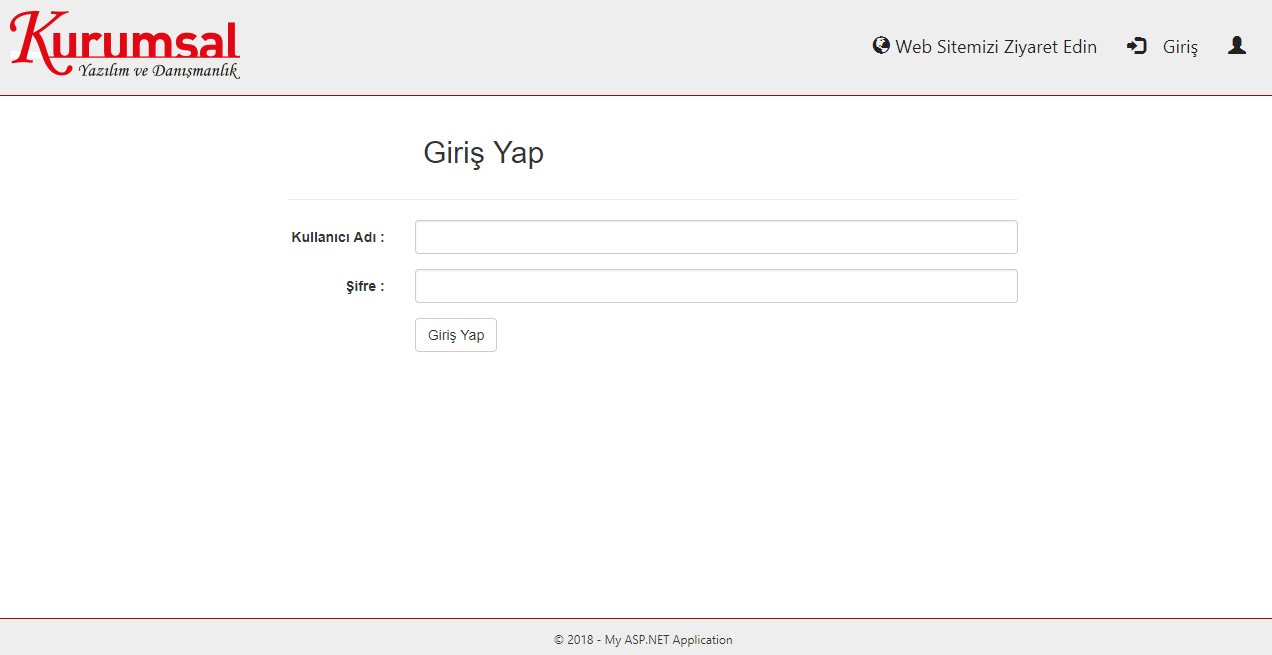 Kurumsal
Yazılım ve Danışmanlık
Web Sitemizi Ziyaret Edin Giriş
Giriş Yap
Kullanıcı Adı :
Şifre :
Giriş Yap
© 2018 - My ASP.NET Application